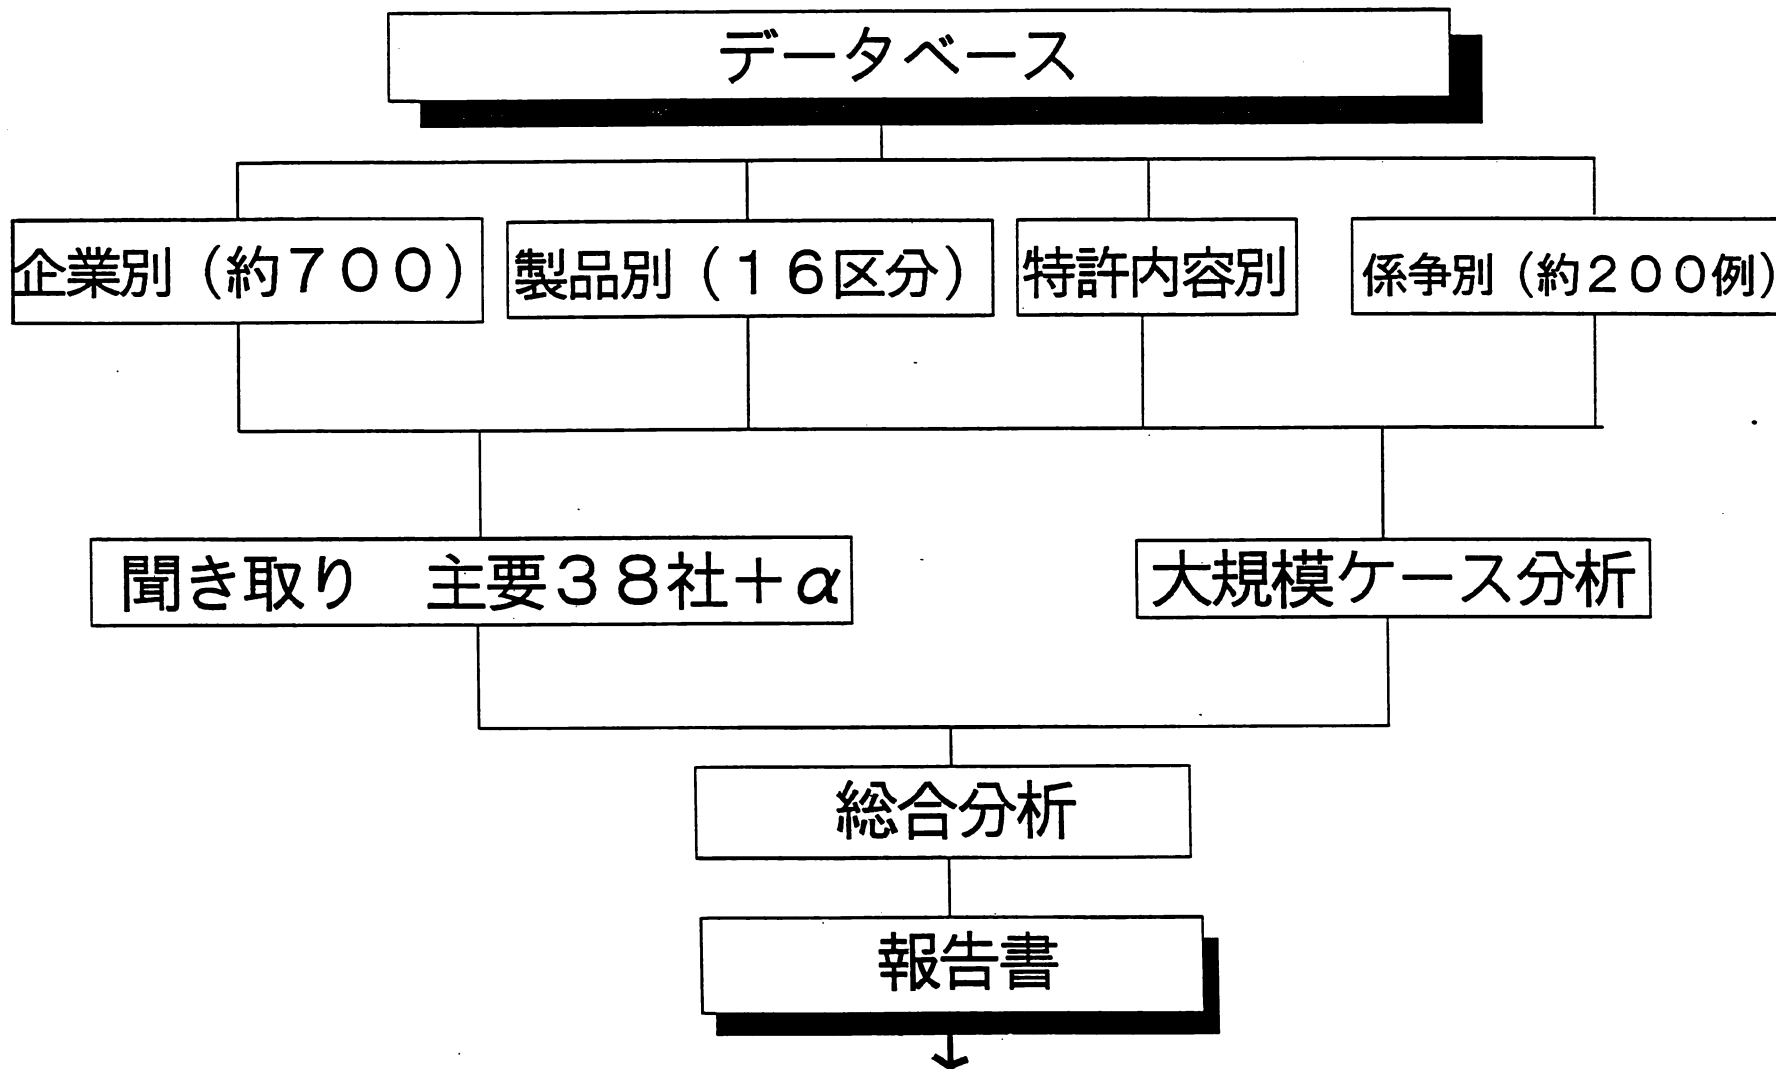 データベース
企業別（約７００）
製品別（１６区分）
特許内容別
係争別（約２００例）
聞き取り　主要３８社＋α
大規模ケース分析
総合分析
報告書